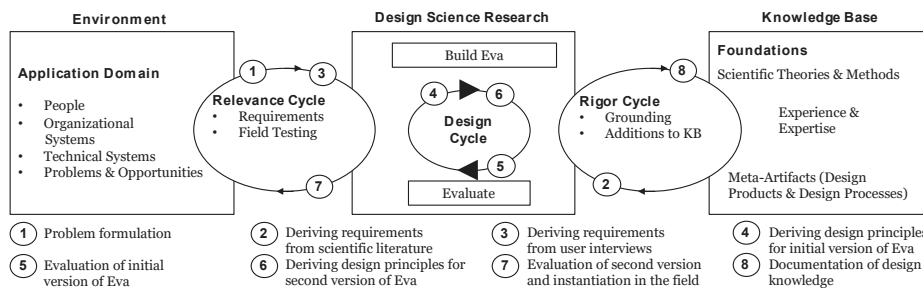 Environment
Design Science Research
Knowledge Base
Application Domain
• People
• Organizational
Systems
• Technical Systems
• Problems & Opportunities
1
3
Relevance Cycle
• Requirements
• Field Testing
7
Build Eva
4
6
Design
Cycle
5
Evaluate
8
Rigor Cycle
• Grounding
• Additions to KB
2
Foundations
Scientific Theories & Methods
Experience &
Expertise
Meta-Artifacts (Design
Products & Design Processes)
1 Problem formulation
2 Deriving requirements
from scientific literature
3 Deriving requirements
from user interviews
4 Deriving design principles
for initial version of Eva
5 Evaluation of initial
version of Eva
6 Deriving design principles for
second version of Eva
7 Evaluation of second version
and instantiation in the field
8 Documentation of design
knowledge